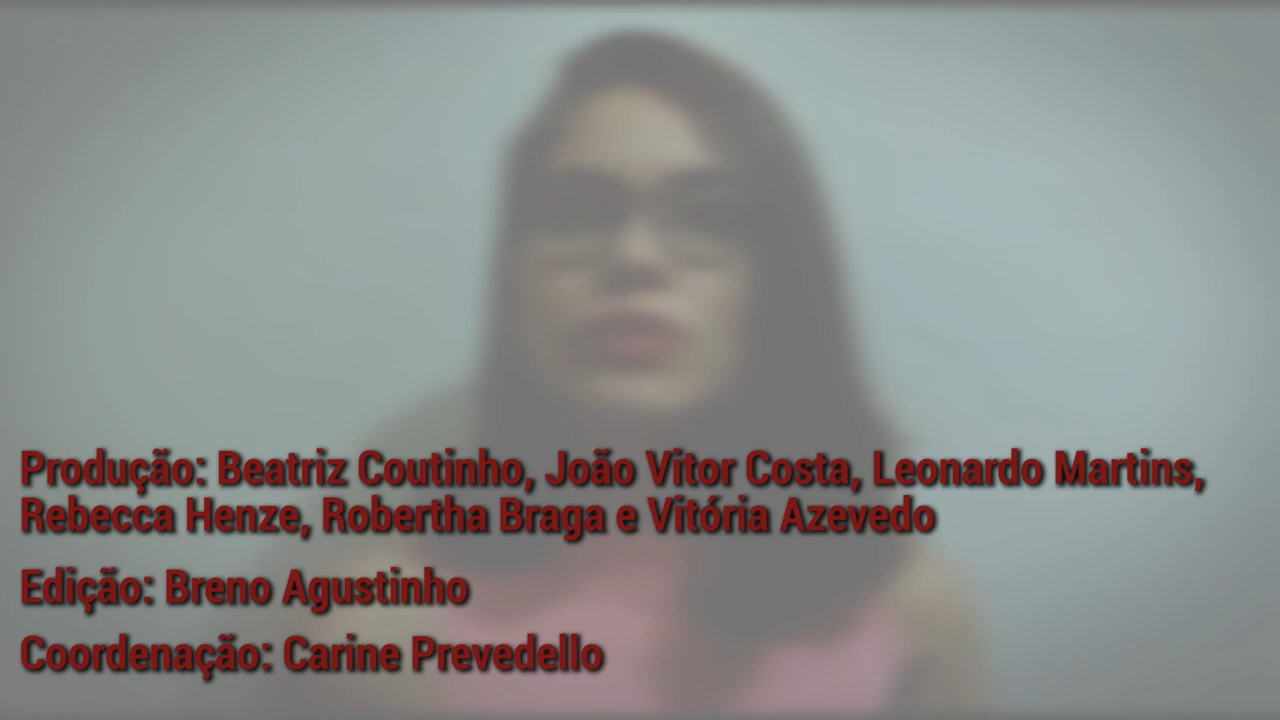 Produção: Beatriz Coutinho, João Vitor Costa, Leonardo Martins,
Rebecca Henze, Robertha Braga e Vitória Azevedo
Edição: Breno Agustinho
Coordenação: Carine Prevedello